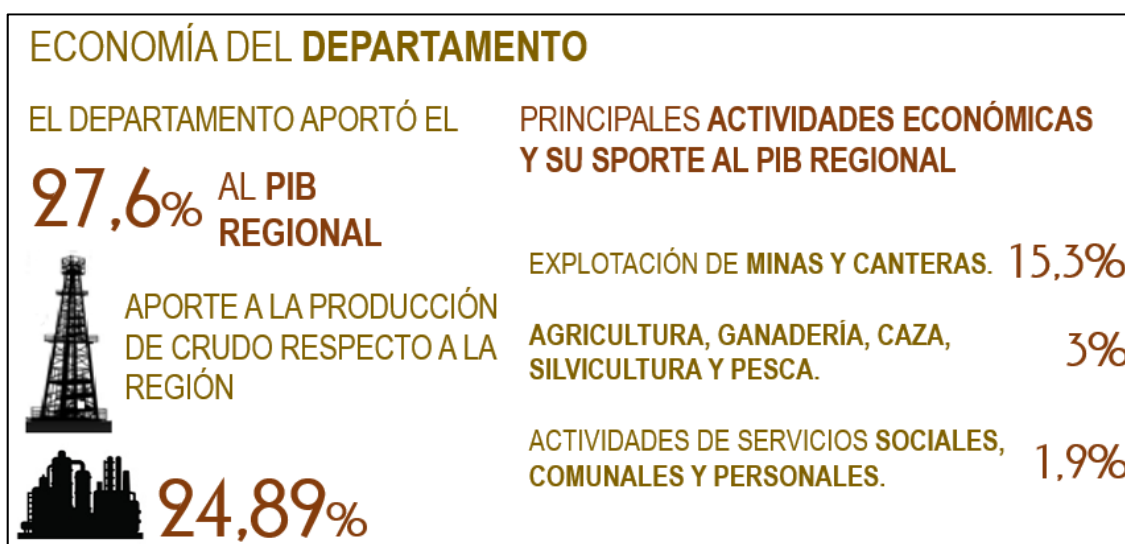 ECONOMÍA DEL DEPARTAMENTO
EL DEPARTAMENTO APORTÓ EL
27,6% AL PIB
REGIONAL
APORTE A LA PRODUCCIÓN
DE CRUDO RESPECTO A LA
REGIÓN
24,89%
PRINCIPALES ACTIVIDADES ECONÓMICAS
Y SU SPORTE AL PIB REGIONAL
EXPLOTACIÓN DE MINAS Y CANTERAS. 15,3%
AGRICULTURA, GANADERÍA, CAZA,
SILVICULTURA Y PESCA. 3%
ACTIVIDADES DE SERVICIOS SOCIALES,
COMUNALES Y PERSONALES. 1,9%